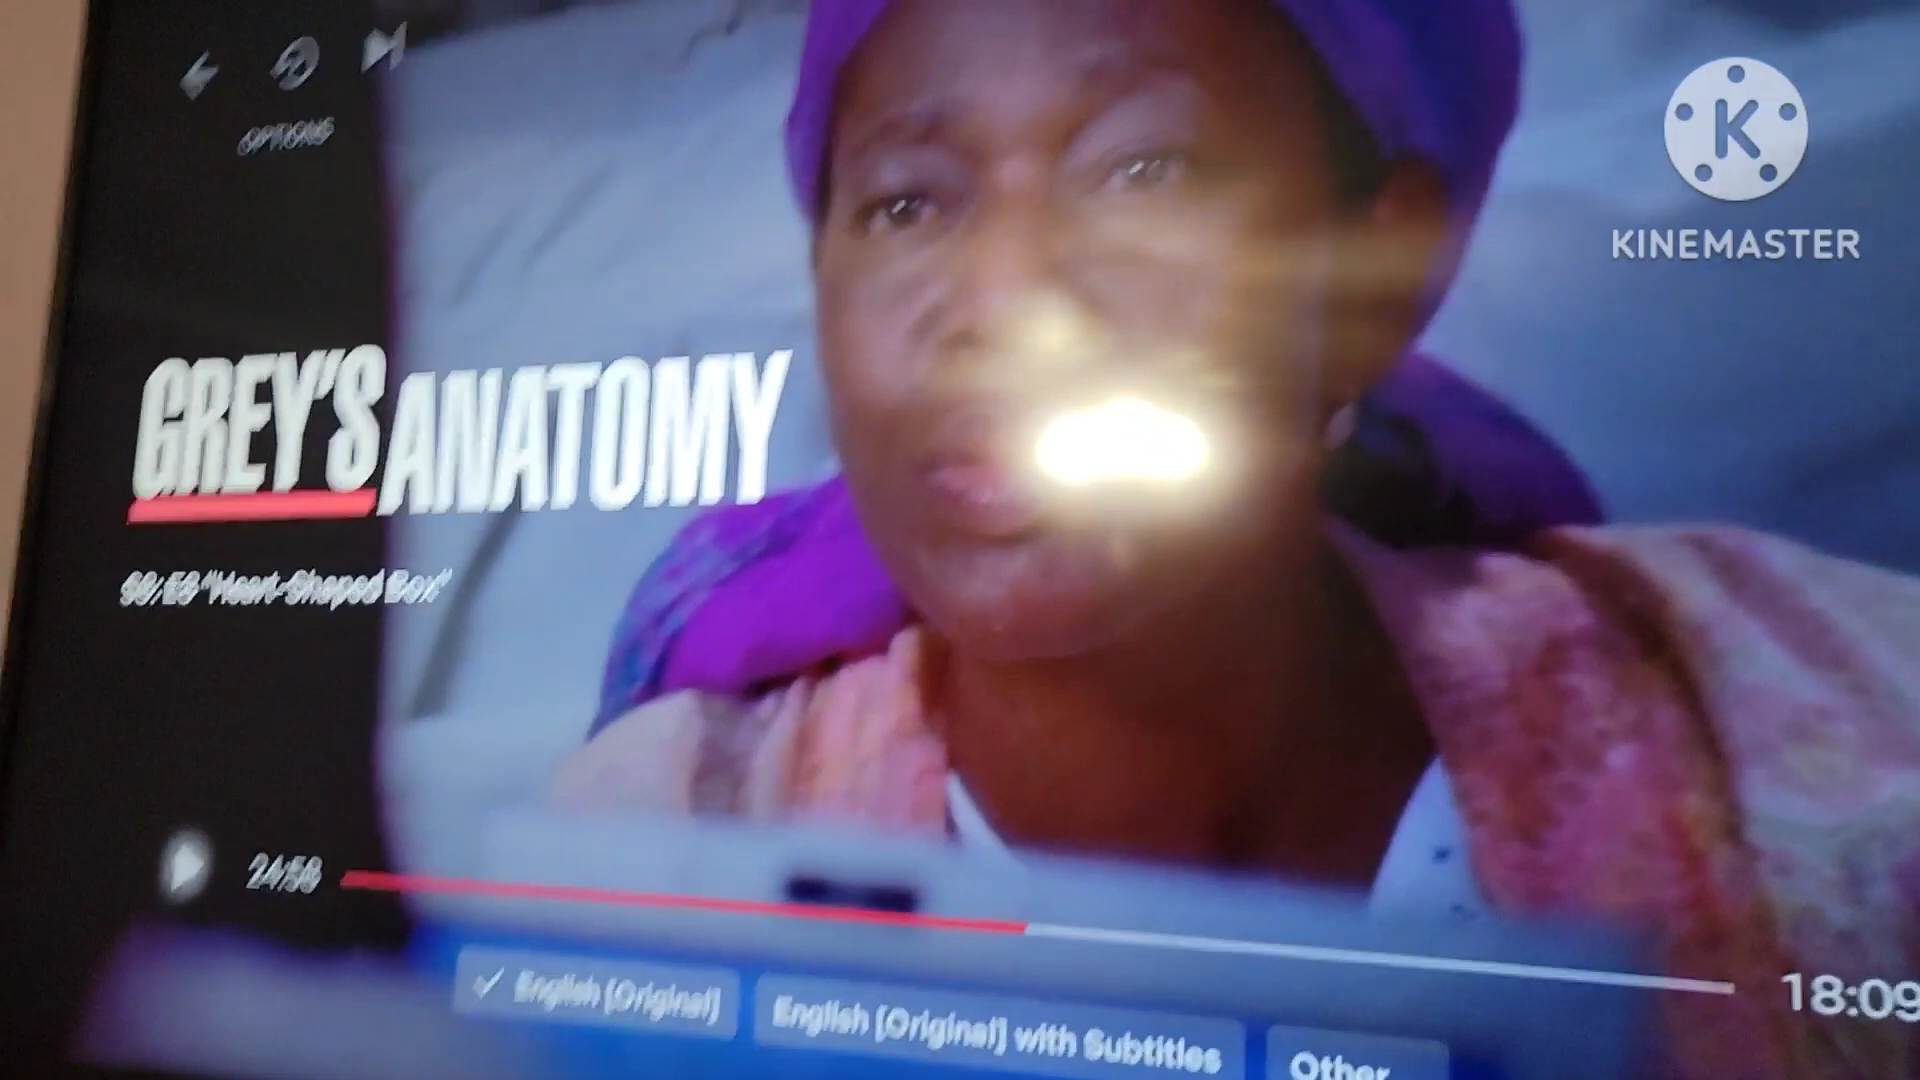 OPTIONS
K
KINEMASTER
GREY'S ANATOMY
"Heart-Shaped Box"
24:58
18:09
✓ English [Original]
English [Original] with Subtitles
Other